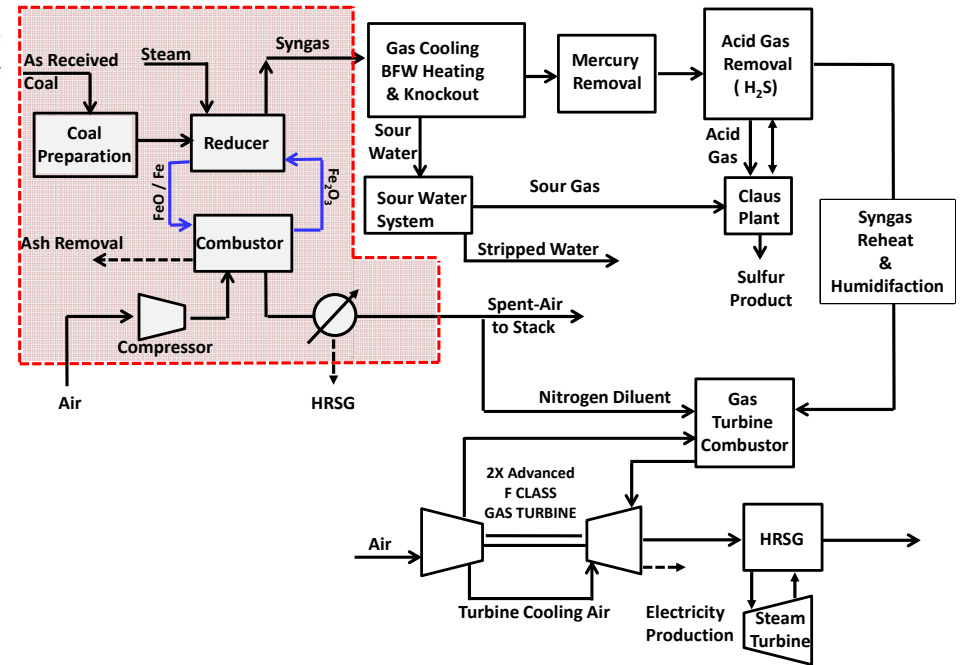 As Received
Coal
Steam
Syngas
Coal
Preparation
Reducer
FeO / Fe
Fe₂O₃
Combustor
Ash Removal
Compressor
Air
HRSG
Gas Cooling
BFW Heating
& Knockout
Mercury
Removal
Acid Gas
Removal
( H₂S)
Sour
Water
Acid
Gas
Sour Water
System
Sour Gas
Claus
Plant
Stripped Water
Sulfur
Product
Syngas
Reheat
&
Humidifaction
Spent-Air
to Stack
Nitrogen Diluent
Gas
Turbine
Combustor
2X Advanced
F CLASS
GAS TURBINE
Air
Turbine Cooling Air
HRSG
Electricity
Production
Steam
Turbine